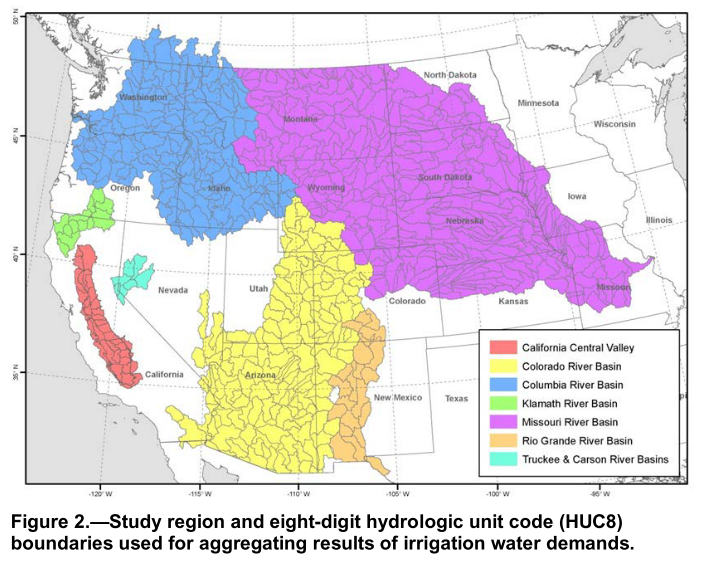 50°N
North Dakota
Washington
Minnesota
Montana
Wisconsin
45°N
South Dakota
Oregon
Idaho
Wyoming
Iowa
Nebraska
Illinois
40°N
Nevada
Utah
Missouri
Colorado
Kansas
35°N
California
Arizona
New Mexico
Texas
California Central Valley
Colorado River Basin
Columbia River Basin
Klamath River Basin
Missouri River Basin
Rio Grande River Basin
Truckee & Carson River Basins
-120°W
-115°W
-110°W
-105°W
-100°W
-95°W
Figure 2.—Study region and eight-digit hydrologic unit code (HUC8)
boundaries used for aggregating results of irrigation water demands.